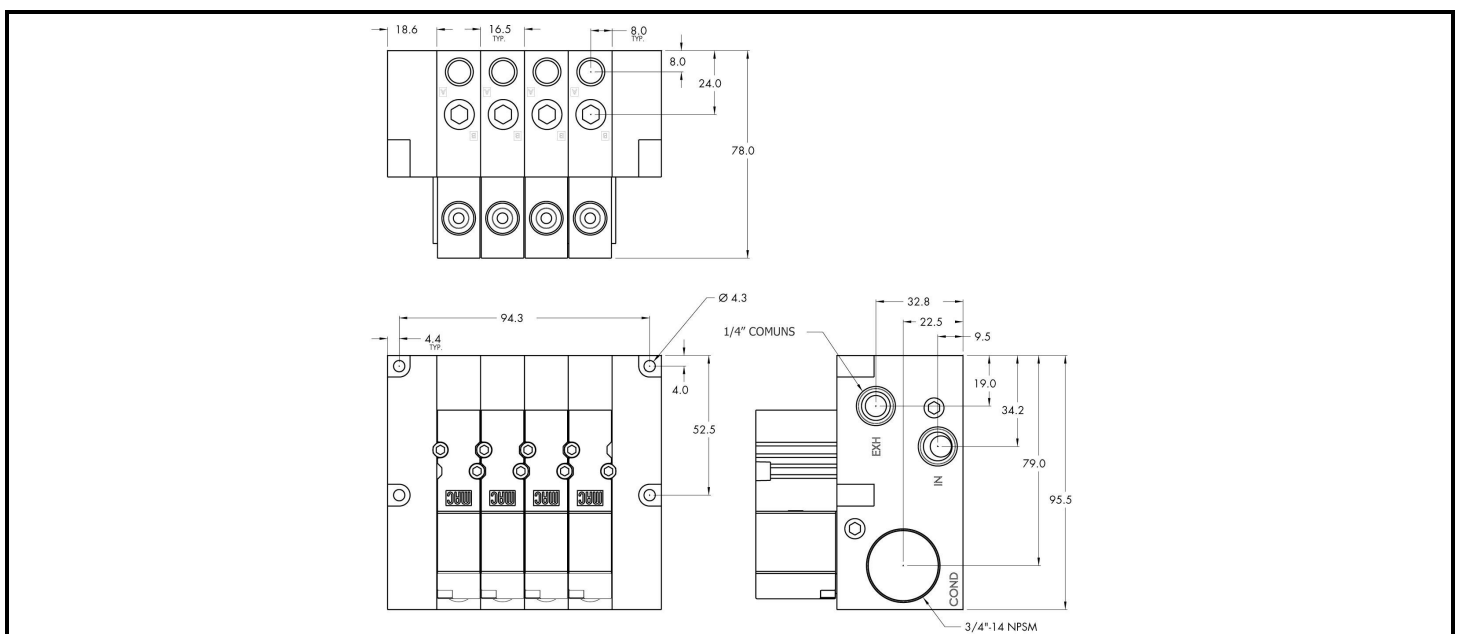 18.6
16.5
TYP.
8.0
TYP.
8.0
24.0
78.0
A
A
A
A
B
B
B
B
Ø 4.3
94.3
4.4
TYP.
4.0
52.5
MAC
MAC
MAC
MAC
32.8
22.5
9.5
1/4" COMUNS
19.0
34.2
79.0
95.5
EXH
IN
COND
3/4"-14 NPSM